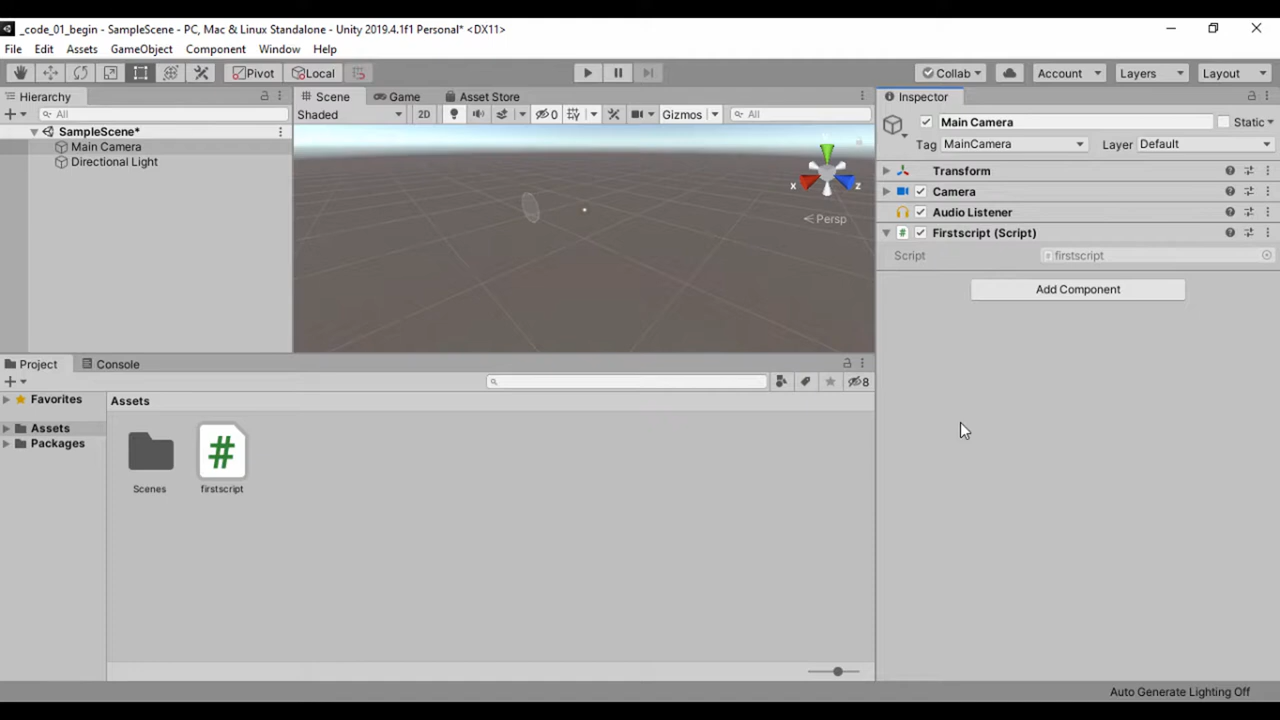 _code_01_begin - SampleScene - PC, Mac & Linux Standalone - Unity 2019.4.1f1 Personal* <DX11>
File Edit Assets GameObject Component Window Help
Pivot Local Collab Account Layers Layout
Hierarchy
All
SampleScene*
Main Camera
Directional Light
Scene Game Asset Store
Shaded 2D 0 Gizmos All
x z
Persp
Inspector
Main Camera Static
Tag MainCamera Layer Default
Transform
Camera
Audio Listener
# Firstscript (Script)
Script firstscript
Add Component
Project Console
8
Favorites
Assets
Packages
Assets
#
Scenes firstscript
Auto Generate Lighting Off